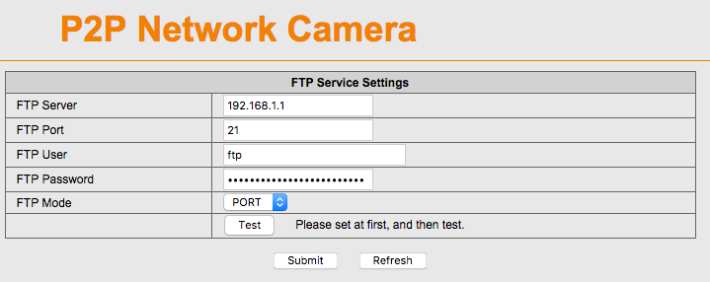 P2P Network Camera
FTP Service Settings
FTP Server 192.168.1.1
FTP Port 21
FTP User ftp
FTP Password •••••••••••••••••••••••••
FTP Mode PORT
Test Please set at first, and then test.
Submit Refresh